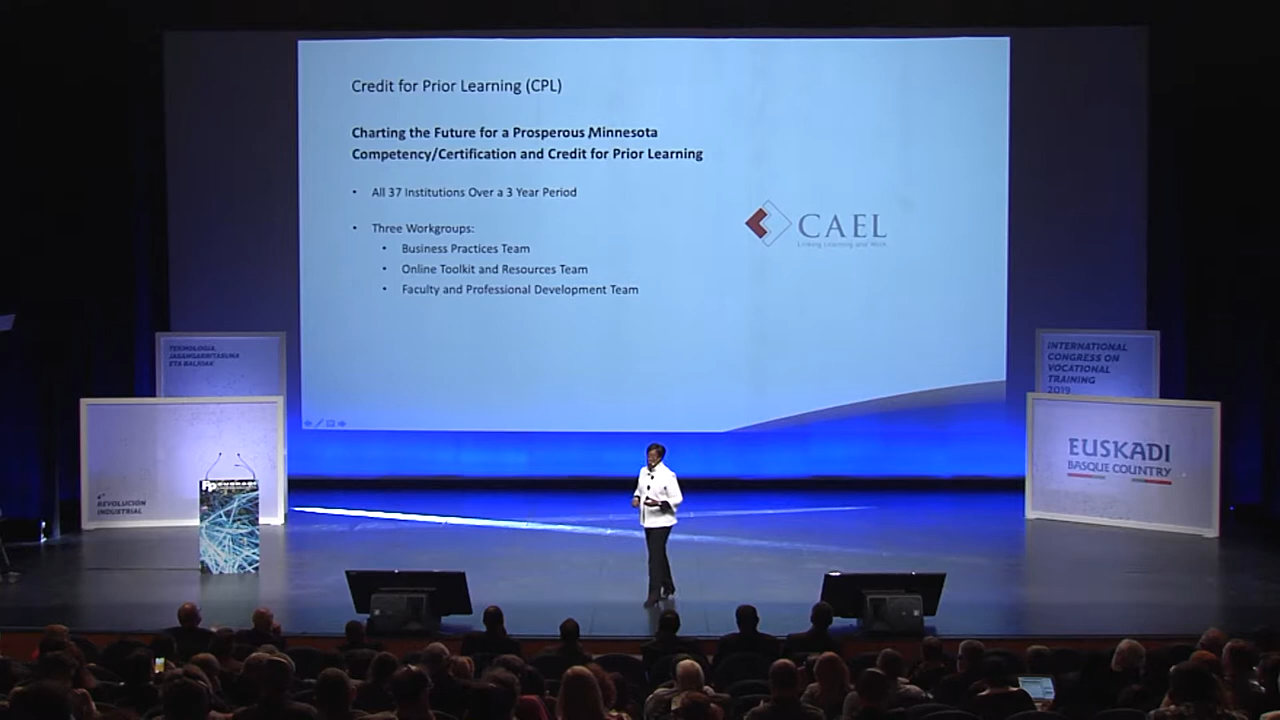 Credit for Prior Learning (CPL)
Charting the Future for a Prosperous Minnesota
Competency/Certification and Credit for Prior Learning
• All 37 Institutions Over a 3 Year Period
• Three Workgroups:
• Business Practices Team
• Online Toolkit and Resources Team
• Faculty and Professional Development Team
CAEL
Linking Learning and Work
TEKNOLOGIA,
JASANGARRITASUNA
ETA BALIOAK
INTERNATIONAL
CONGRESS ON
VOCATIONAL
TRAINING
2019
EUSKADI
BASQUE COUNTRY
4ª REVOLUCIÓN
INDUSTRIAL
FP EUSKADI